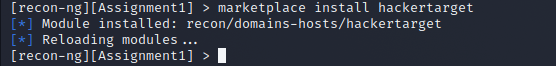 [recon-ng][Assignment1] > marketplace install hackertarget
[*] Module installed: recon/domains-hosts/hackertarget
[*] Reloading modules...
[recon-ng][Assignment1] >